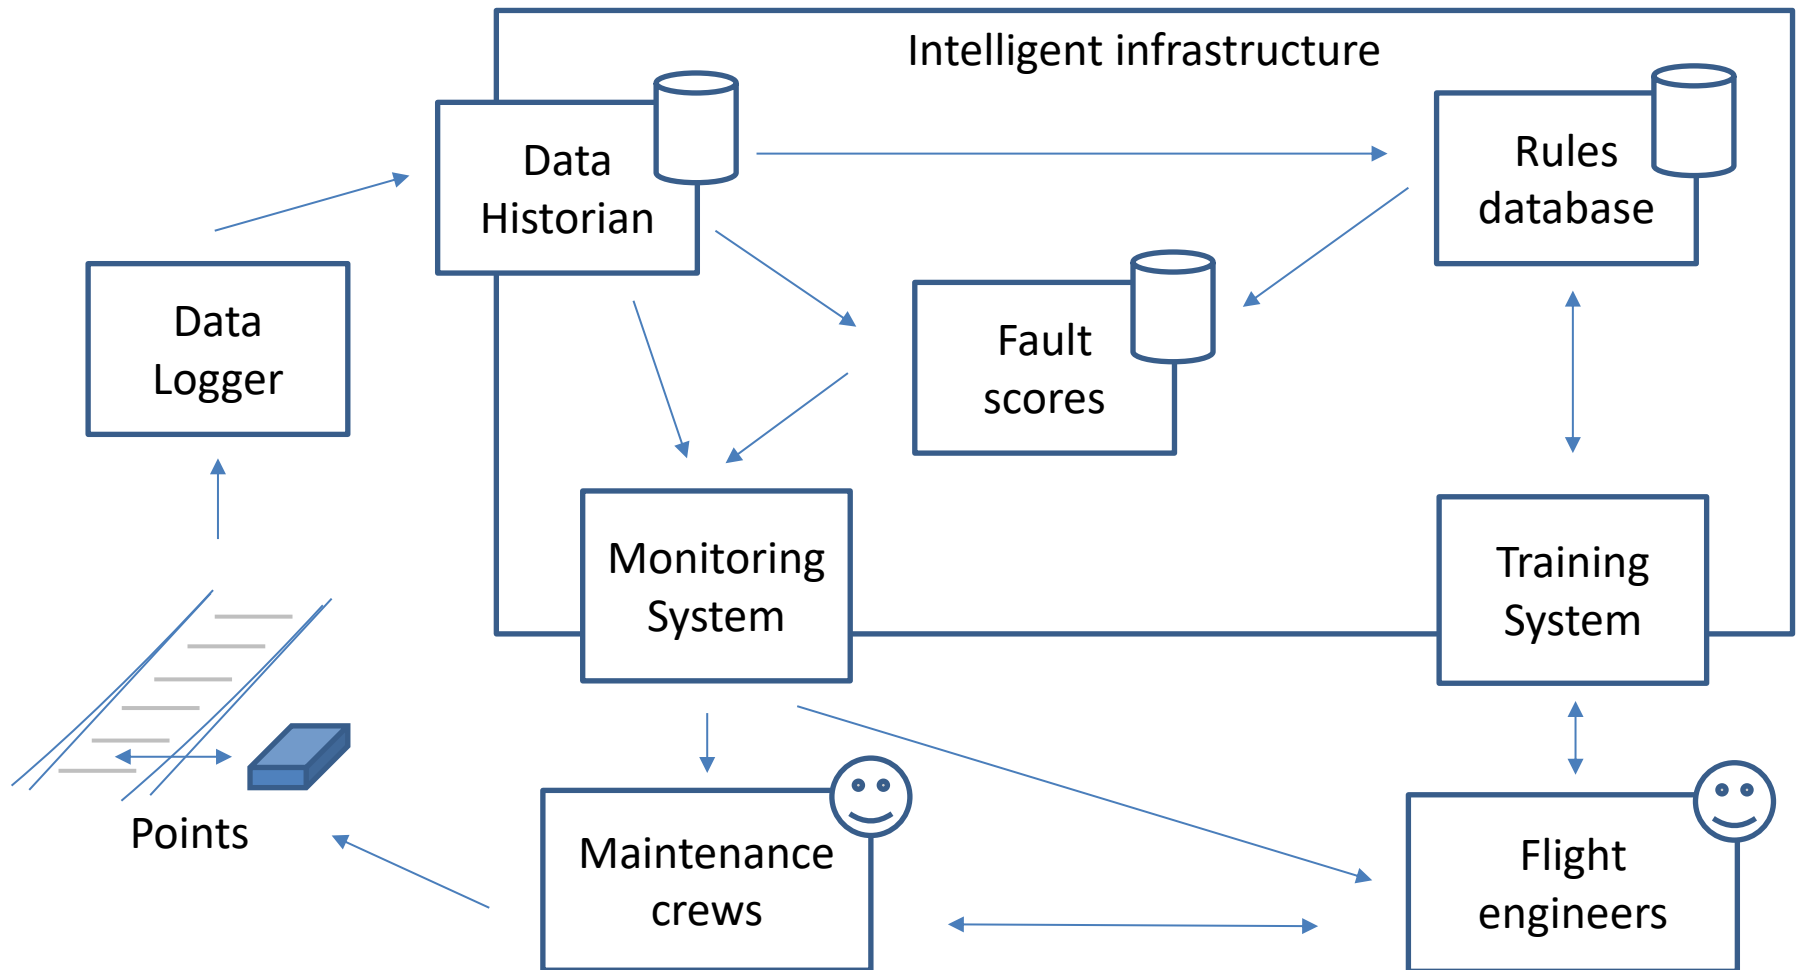 Intelligent infrastructure
Data
Historian
Rules
database
Data
Logger
Fault
scores
Monitoring
System
Training
System
Points
Maintenance
crews
Flight
engineers